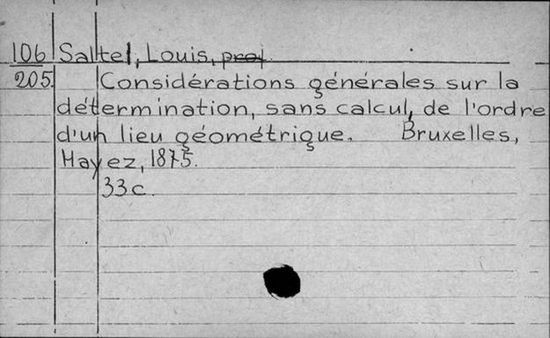 106 Saltel, Louis, prof
205. Considérations générales sur la
détermination, sans calcul, de l'ordre
d'un lieu géométrique. Bruxelles,
Hayez, 1875.
33c.